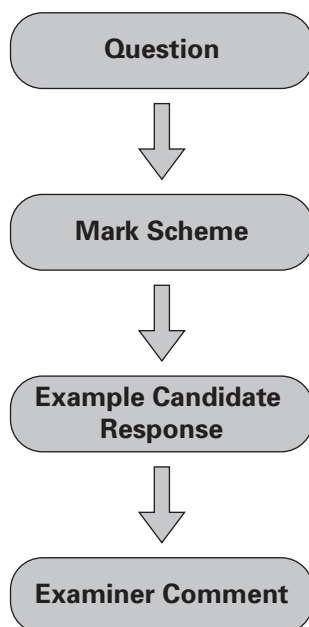 Question
Mark Scheme
Example Candidate
Response
Examiner Comment